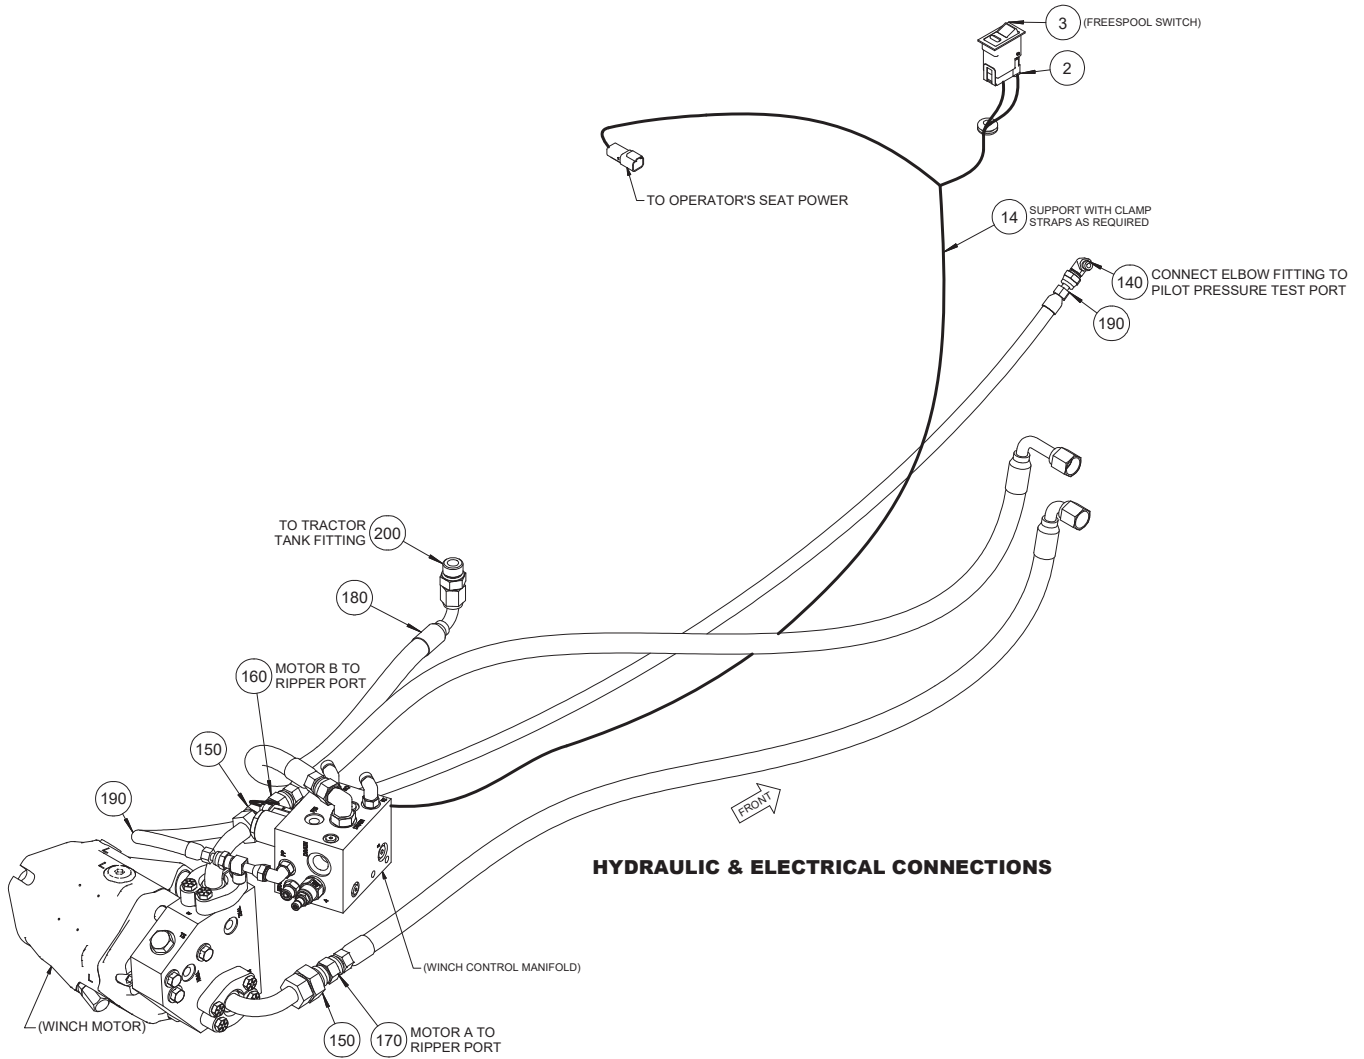 3 (FREESPOOL SWITCH)
2
TO OPERATOR'S SEAT POWER
14 SUPPORT WITH CLAMP
STRAPS AS REQUIRED
140 CONNECT ELBOW FITTING TO
PILOT PRESSURE TEST PORT
190
TO TRACTOR
TANK FITTING 200
180
160 MOTOR B TO
RIPPER PORT
150
190
FRONT
HYDRAULIC & ELECTRICAL CONNECTIONS
(WINCH CONTROL MANIFOLD)
(WINCH MOTOR)
150
170 MOTOR A TO
RIPPER PORT